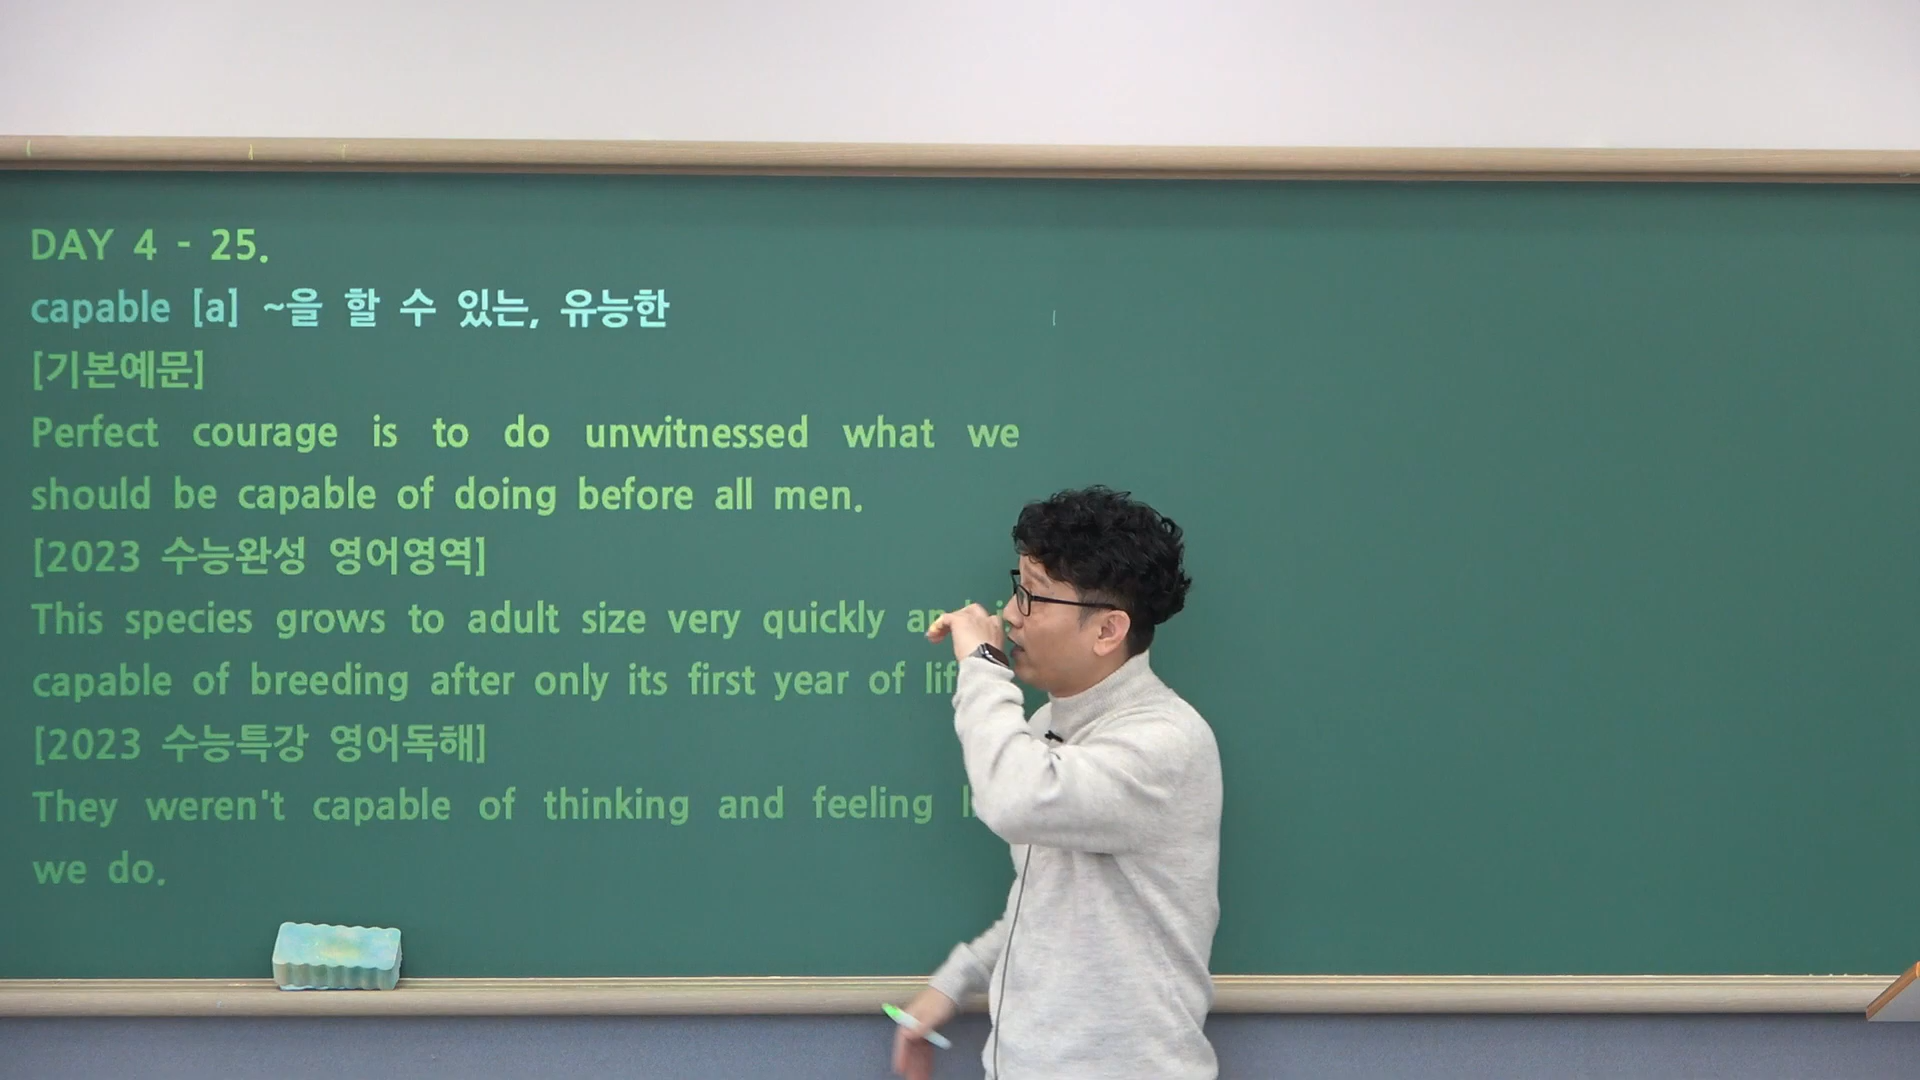 DAY 4 - 25.
capable [a] ~을 할 수 있는, 유능한
[기본예문]
Perfect courage is to do unwitnessed what we
should be capable of doing before all men.
[2023 수능완성 영어영역]
This species grows to adult size very quickly
capable of breeding after only its first year of
[2023 수능특강 영어독해]
They weren't capable of thinking and feeling
we do.